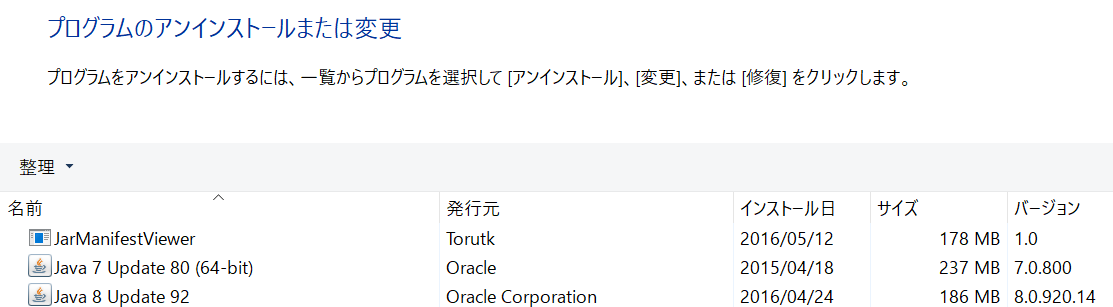 プログラムのアンインストールまたは変更
プログラムをアンインストールするには、一覧からプログラムを選択して [アンインストール]、[変更]、または [修復] をクリックします。
整理
名前 発行元 インストール日 サイズ バージョン
JarManifestViewer Torutk 2016/05/12 178 MB 1.0
Java 7 Update 80 (64-bit) Oracle 2015/04/18 237 MB 7.0.800
Java 8 Update 92 Oracle Corporation 2016/04/24 186 MB 8.0.920.14